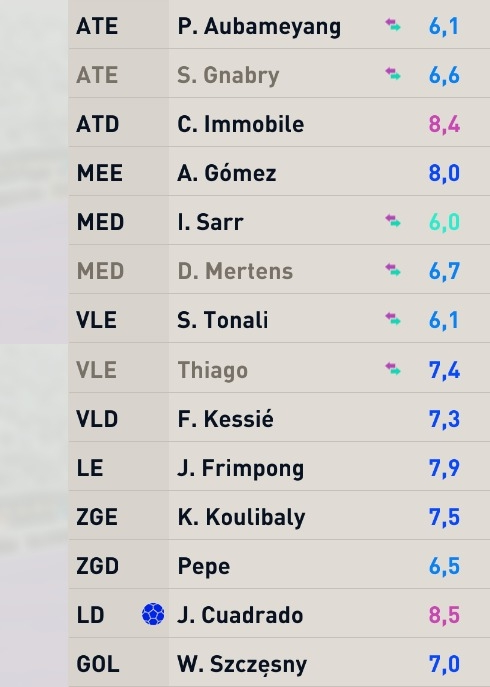 ATE P. Aubameyang 6,1
ATE S. Gnabry 6,6
ATD C. Immobile 8,4
MEE A. Gómez 8,0
MED I. Sarr 6,0
MED D. Mertens 6,7
VLE S. Tonali 6,1
VLE Thiago 7,4
VLD F. Kessié 7,3
LE J. Frimpong 7,9
ZGE K. Koulibaly 7,5
ZGD Pepe 6,5
LD J. Cuadrado 8,5
GOL W. Szczęsny 7,0